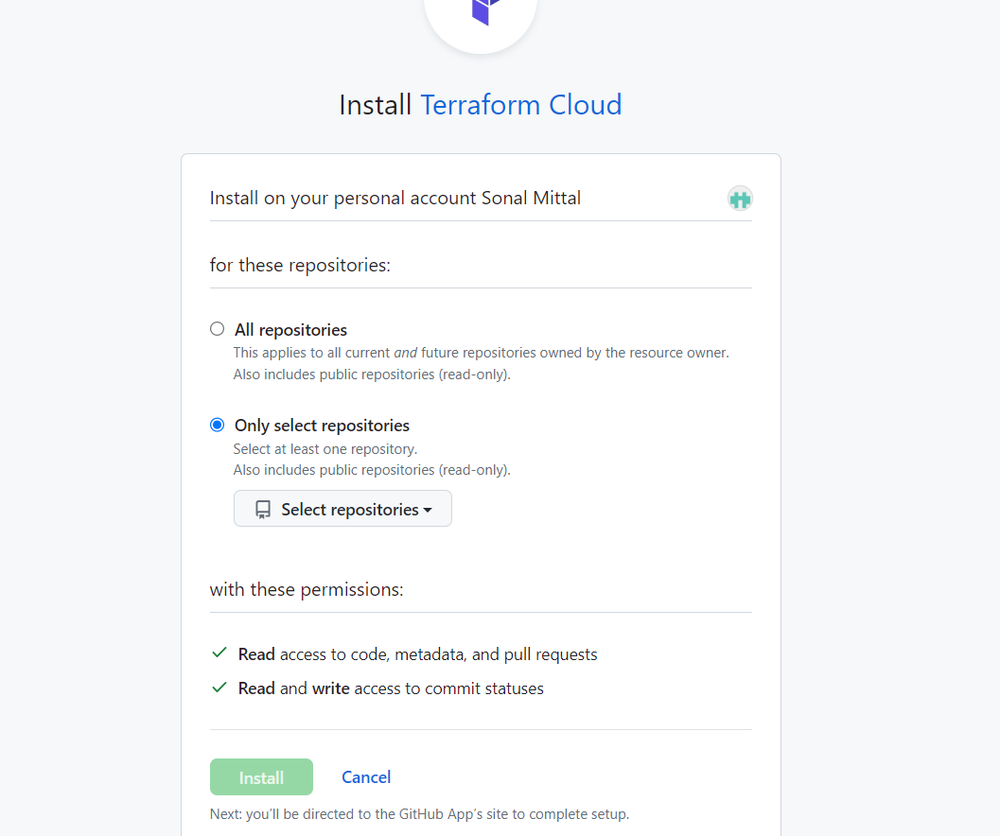 Install Terraform Cloud
Install on your personal account Sonal Mittal
for these repositories:
All repositories
This applies to all current and future repositories owned by the resource owner.
Also includes public repositories (read-only).
Only select repositories
Select at least one repository.
Also includes public repositories (read-only).
Select repositories
with these permissions:
Read access to code, metadata, and pull requests
Read and write access to commit statuses
Install Cancel
Next: you’ll be directed to the GitHub App’s site to complete setup.